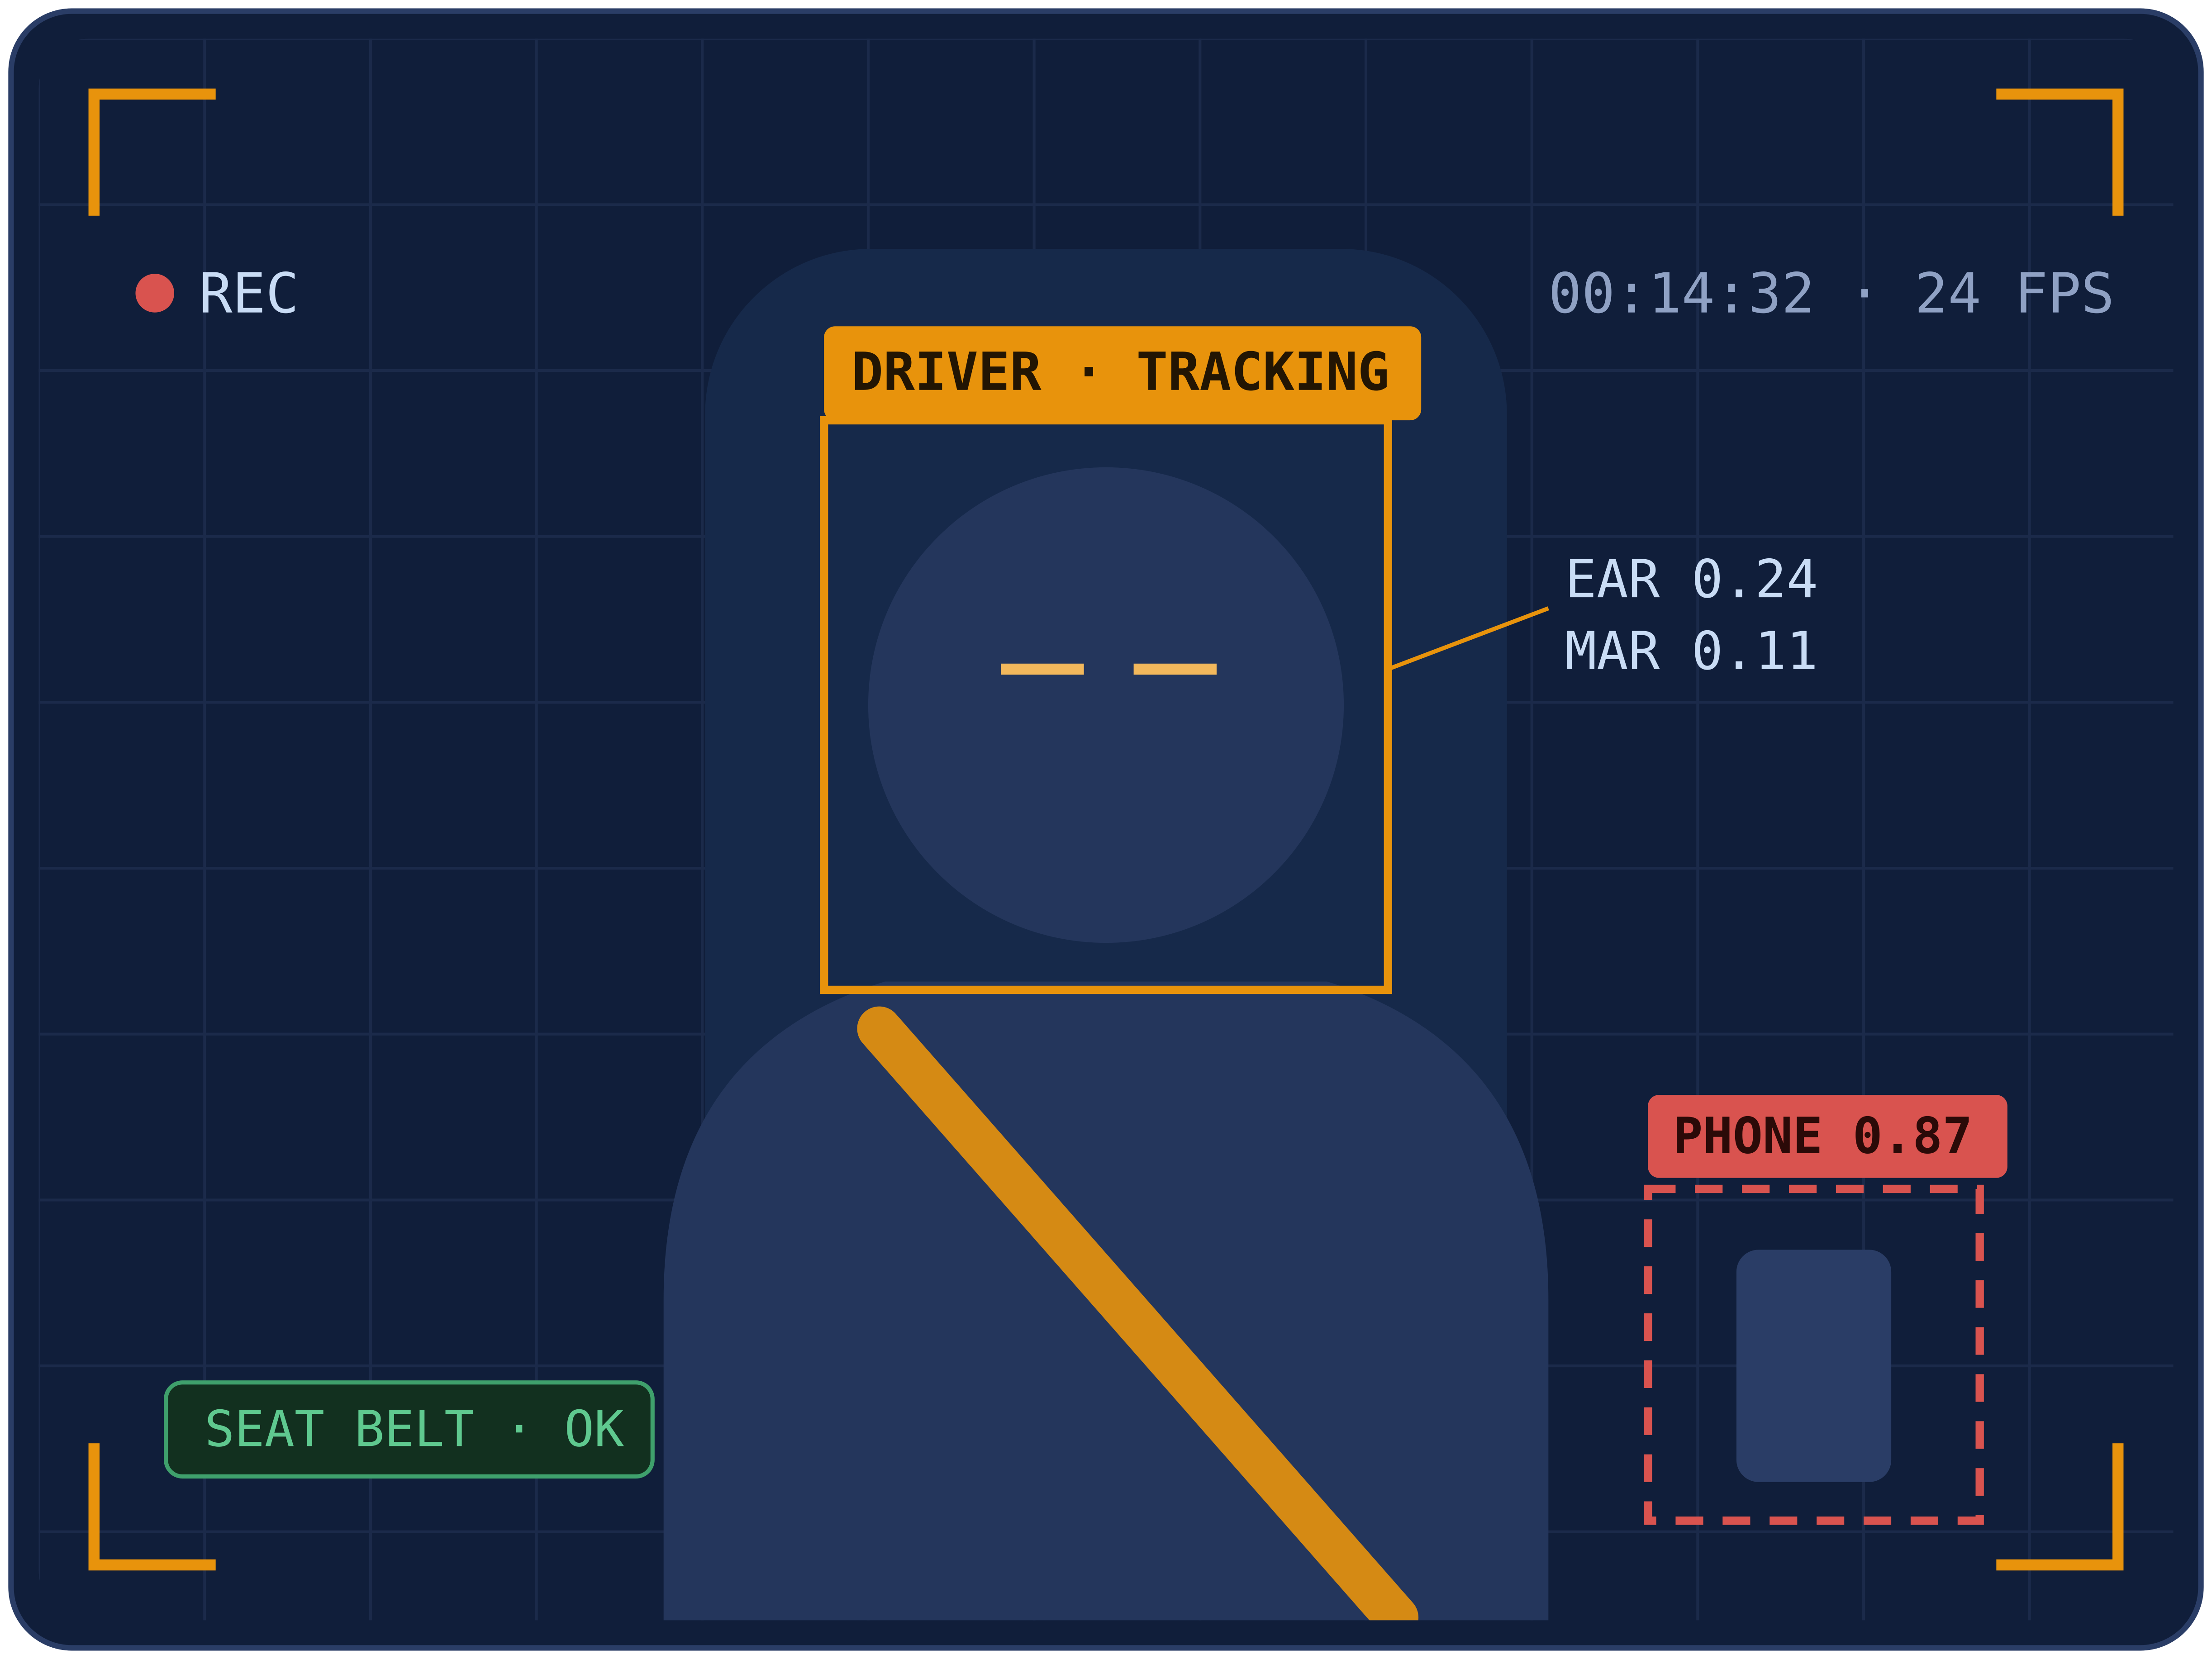 REC
00:14:32 · 24 FPS
DRIVER · TRACKING
EAR 0.24
MAR 0.11
PHONE 0.87
SEAT BELT · OK